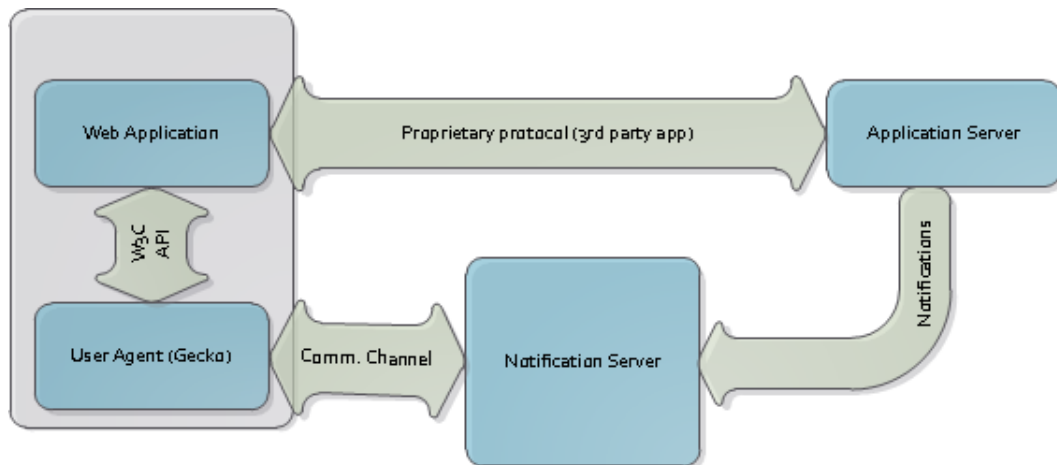 Web Application
Proprietary protocol (3rd party app)
Application Server
W3C
API
Notifications
User Agent (Gecko)
Comm. Channel
Notification Server